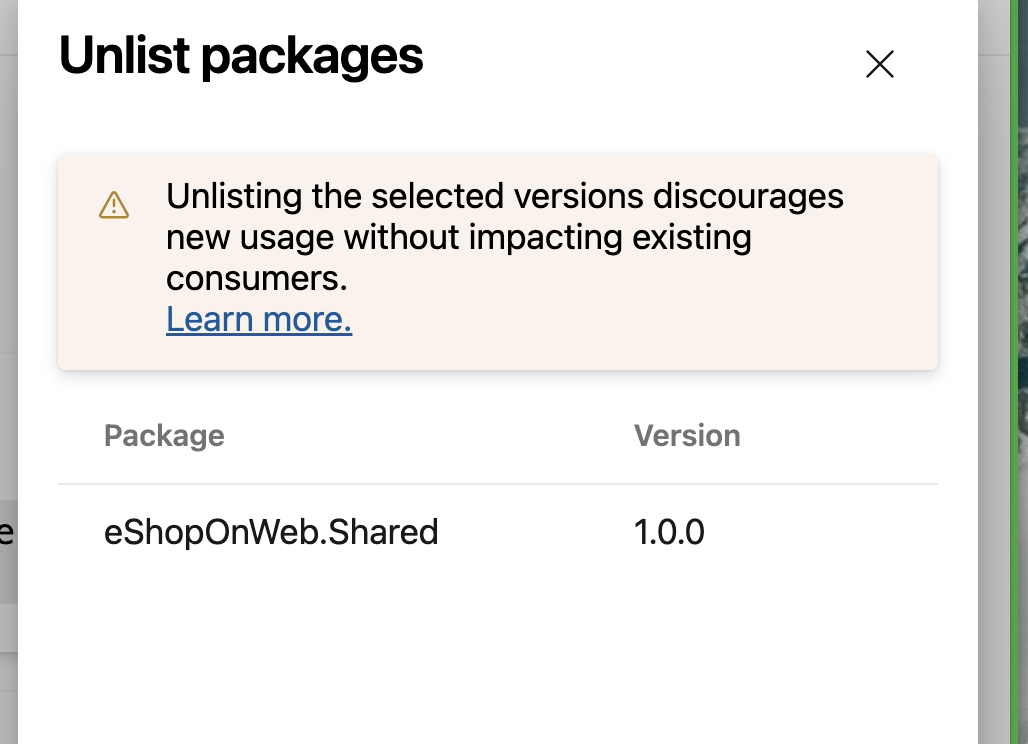 Unlist packages
Unlisting the selected versions discourages
new usage without impacting existing
consumers.
Learn more.
Package Version
e
eShopOnWeb.Shared 1.0.0